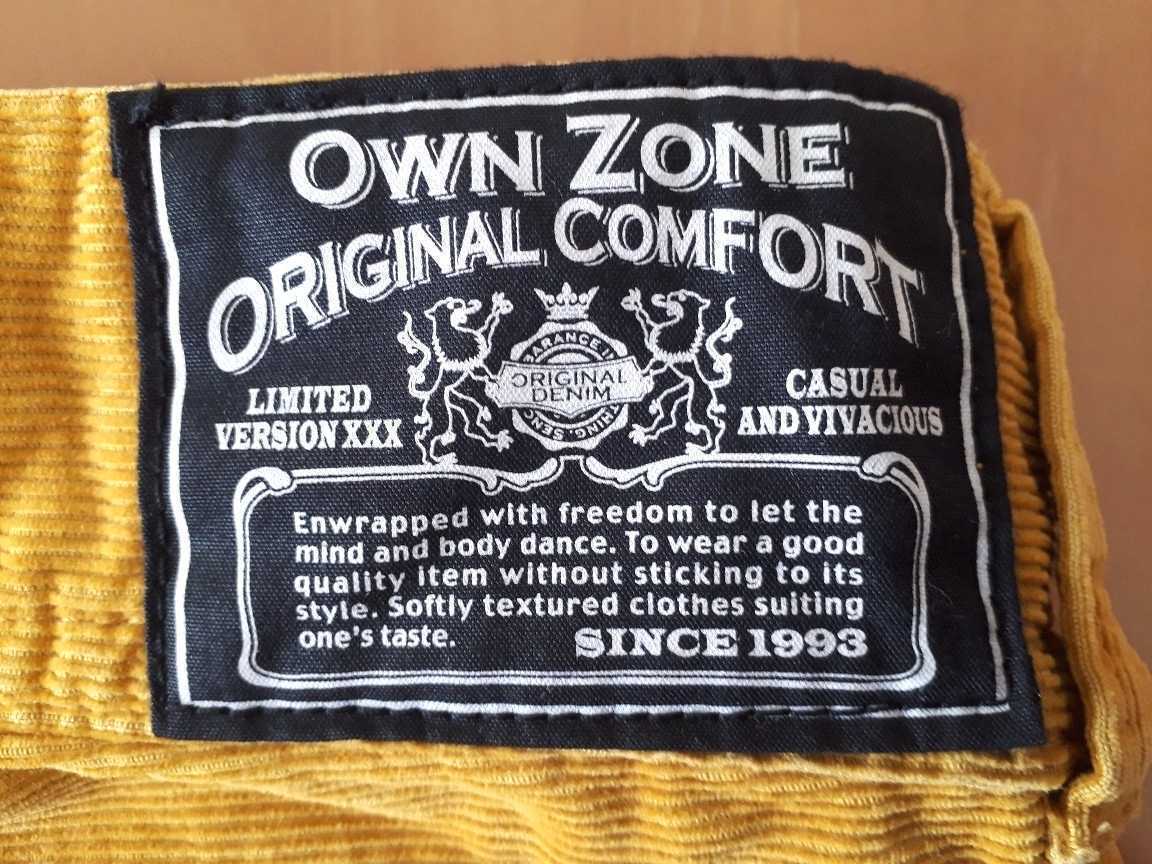 OWN ZONE
ORIGINAL COMFORT
LIMITED
VERSION XXX
ORIGINAL
DENIM
CASUAL
AND VIVACIOUS
Enwrapped with freedom to let the
mind and body dance. To wear a good
quality item without sticking to its
style. Softly textured clothes suiting
one's taste.
SINCE 1993